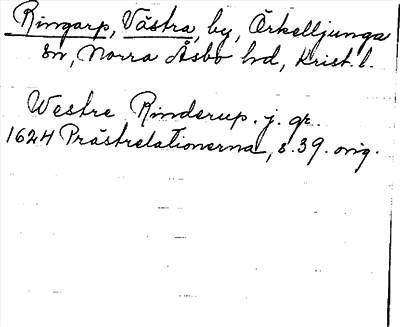 Ringarp, Västra, by, Örkelljunga
sn, Norra Åsbo hd, Krist. l.
Westre Rinderup. j. gr.
1624 Prästrelationerna, s. 39. orig.